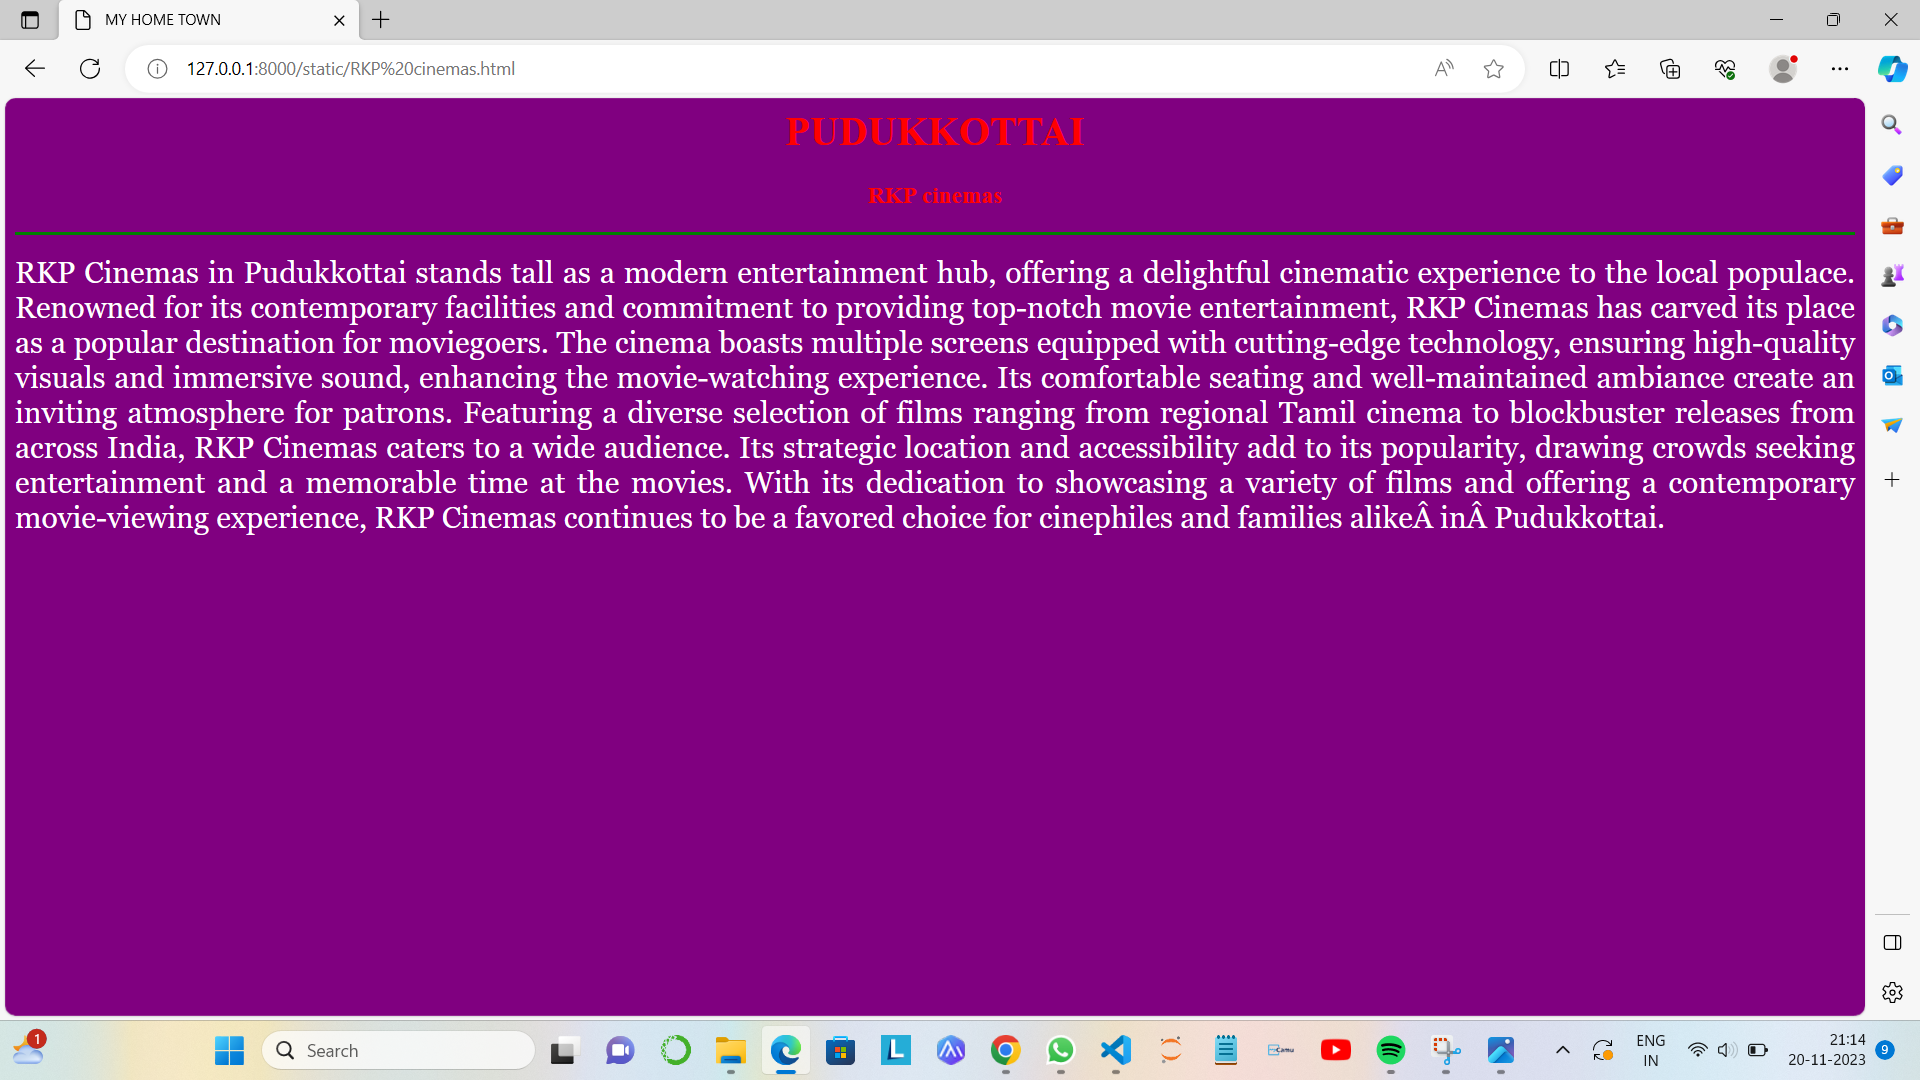 MY HOME TOWN
127.0.0.1:8000/static/RKP%20cinemas.html
PUDUKKOTTAI
RKP cinemas
RKP Cinemas in Pudukkottai stands tall as a modern entertainment hub, offering a delightful cinematic experience to the local populace.
Renowned for its contemporary facilities and commitment to providing top-notch movie entertainment, RKP Cinemas has carved its place
as a popular destination for moviegoers. The cinema boasts multiple screens equipped with cutting-edge technology, ensuring high-quality
visuals and immersive sound, enhancing the movie-watching experience. Its comfortable seating and well-maintained ambiance create an
inviting atmosphere for patrons. Featuring a diverse selection of films ranging from regional Tamil cinema to blockbuster releases from
across India, RKP Cinemas caters to a wide audience. Its strategic location and accessibility add to its popularity, drawing crowds seeking
entertainment and a memorable time at the movies. With its dedication to showcasing a variety of films and offering a contemporary
movie-viewing experience, RKP Cinemas continues to be a favored choice for cinephiles and families alikeÂ inÂ Pudukkottai.
1
Search
Camu
ENG
IN
21:14
20-11-2023
9